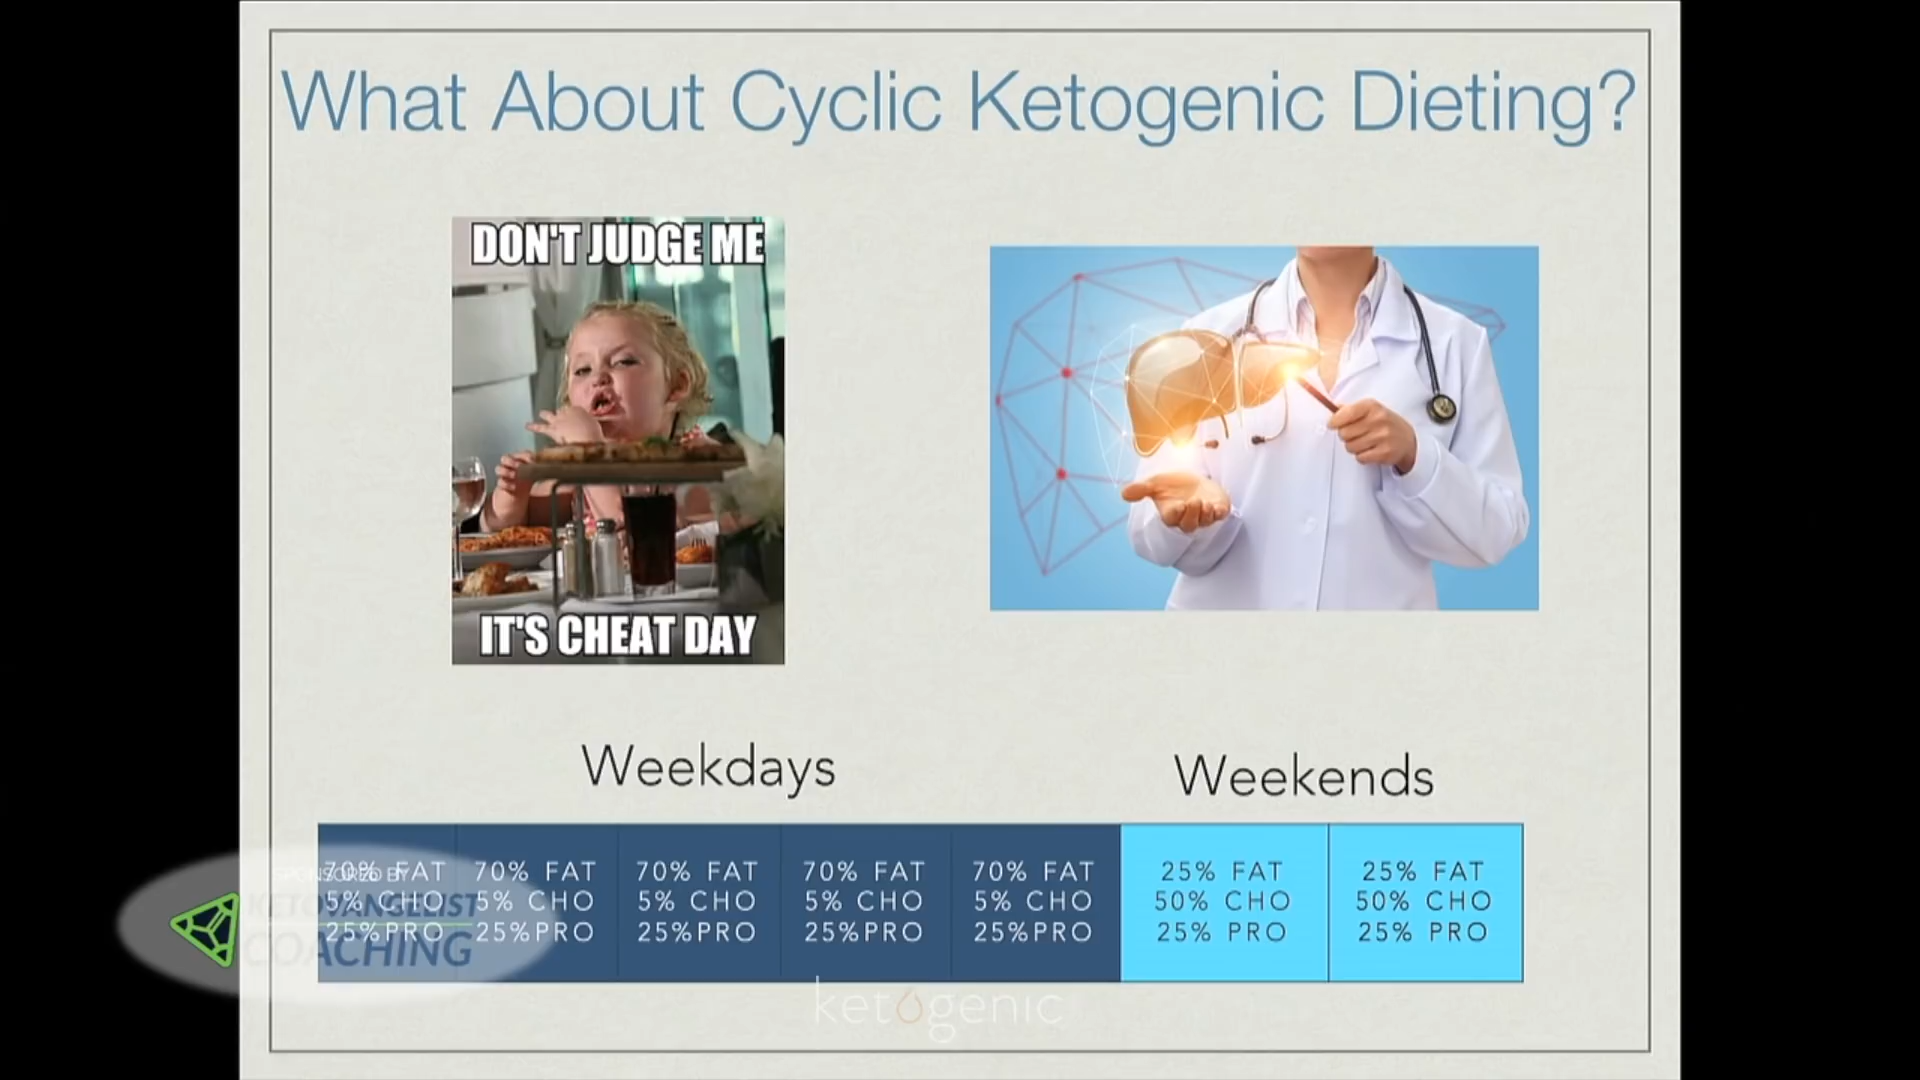 What About Cyclic Ketogenic Dieting?
DON'T JUDGE ME
IT'S CHEAT DAY
Weekdays
Weekends
70% FAT
5% CHO
25%PRO
70% FAT
5% CHO
25%PRO
70% FAT
5% CHO
25%PRO
70% FAT
5% CHO
25%PRO
70% FAT
5% CHO
25%PRO
25% FAT
50% CHO
25% PRO
25% FAT
50% CHO
25% PRO
SPONSORED BY
KETOVANGELIST
COACHING
ketogenic